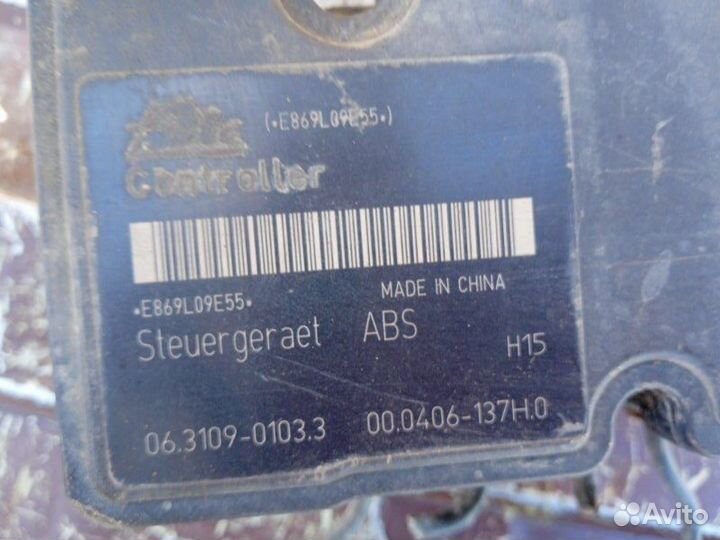 (•E869L09E55•)
Controller
•E869L09E55•
MADE IN CHINA
Steuergeraet ABS
H15
06.3109-0103.3 00.0406-137H.0
Avito